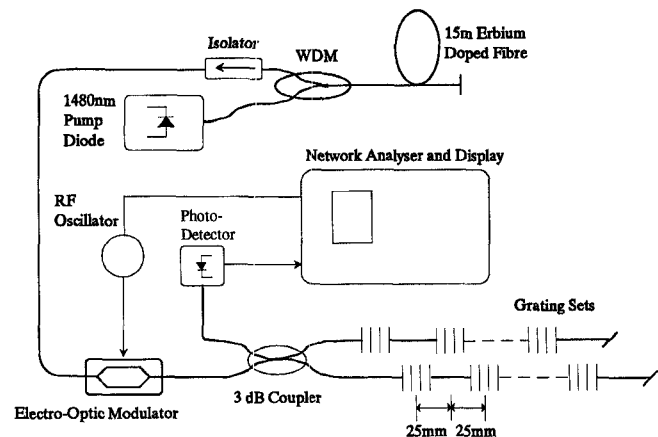 Isolator
WDM
15m Erbium
Doped Fibre
1480nm
Pump
Diode
Network Analyser and Display
RF
Oscillator
Photo-
Detector
Grating Sets
Electro-Optic Modulator
3 dB Coupler
25mm
25mm